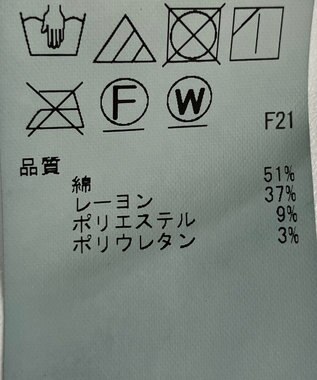 F W
F21
品質
綿 51%
レーヨン 37%
ポリエステル 9%
ポリウレタン 3%